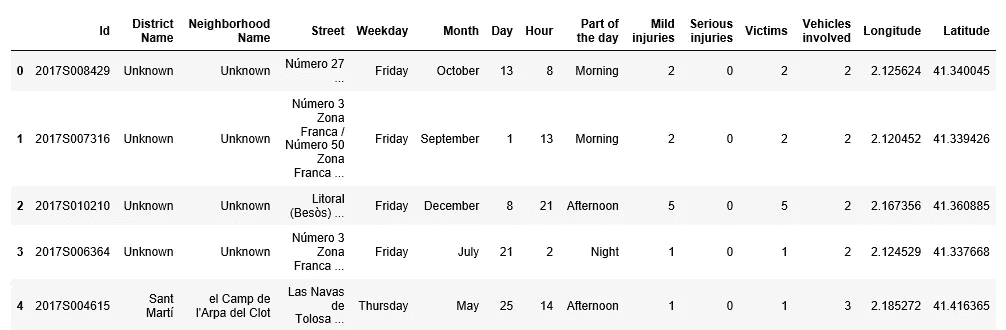 Id District Name Neighborhood Name Street Weekday Month Day Hour Part of the day Mild injuries Serious injuries Victims Vehicles involved Longitude Latitude
0 2017S008429 Unknown Unknown Número 27 ... Friday October 13 8 Morning 2 0 2 2 2.125624 41.340045
1 2017S007316 Unknown Unknown Número 3 Zona Franca / Número 50 Zona Franca ... Friday September 1 13 Morning 2 0 2 2 2.120452 41.339426
2 2017S010210 Unknown Unknown Litoral (Besòs) ... Friday December 8 21 Afternoon 5 0 5 2 2.167356 41.360885
3 2017S006364 Unknown Unknown Número 3 Zona Franca ... Friday July 21 2 Night 1 0 1 2 2.124529 41.337668
4 2017S004615 Sant Martí el Camp de l'Arpa del Clot Las Navas de Tolosa ... Thursday May 25 14 Afternoon 1 0 1 3 2.185272 41.416365